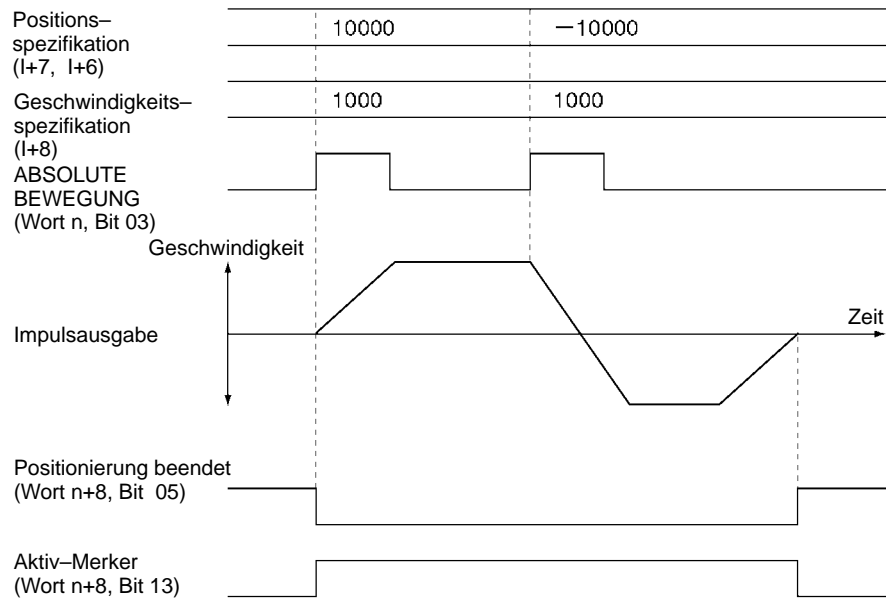 Positions–
spezifikation
(I+7, I+6)
10000
−10000
Geschwindigkeits–
spezifikation
(I+8)
1000
1000
ABSOLUTE
BEWEGUNG
(Wort n, Bit 03)
Geschwindigkeit
Zeit
Impulsausgabe
Positionierung beendet
(Wort n+8, Bit 05)
Aktiv–Merker
(Wort n+8, Bit 13)